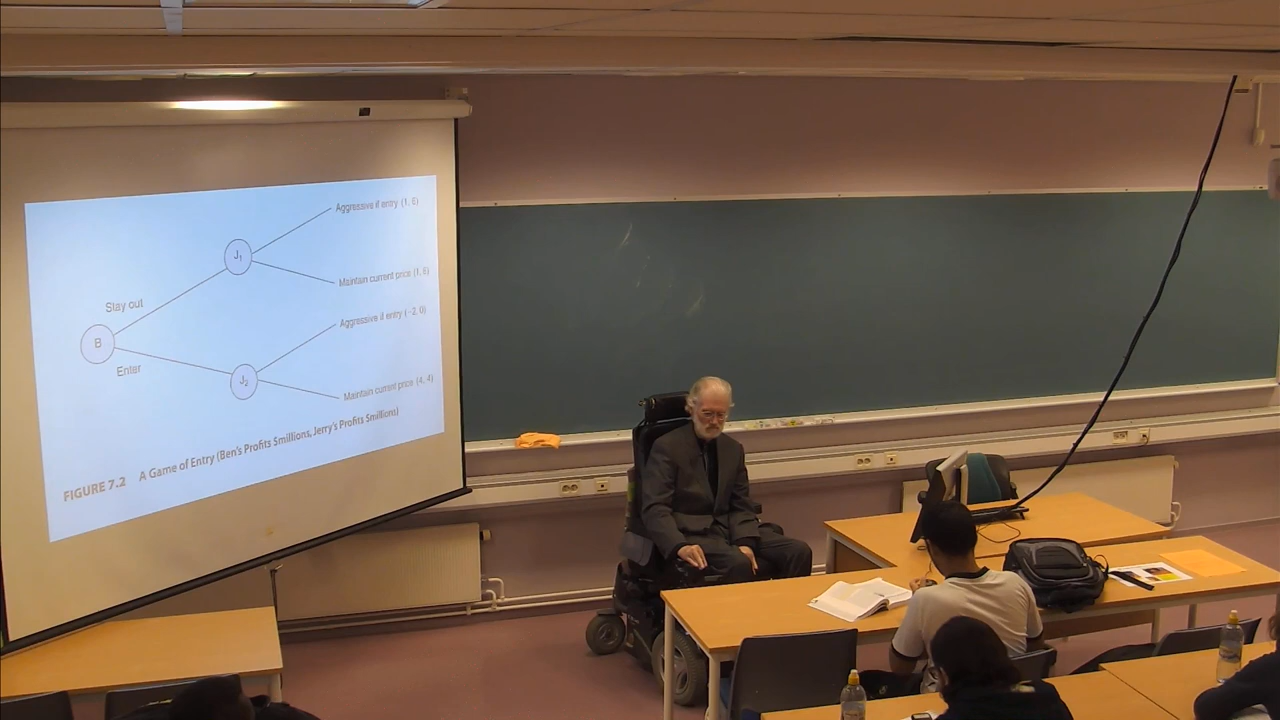 Aggressive if entry (1, 6)
J1
Maintain current price (1, 8)
Stay out
Aggressive if entry (−2, 0)
B
Enter
J2
Maintain current price (4, 4)
FIGURE 7.2 A Game of Entry (Ben's Profits $millions, Jerry's Profits $millions)